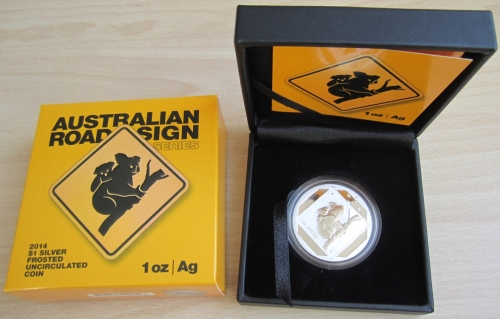 AUSTRALIAN
ROAD SIGN
SERIES
2014
$1 SILVER
FROSTED
UNCIRCULATED
COIN
1 oz | Ag
1 oz | Ag